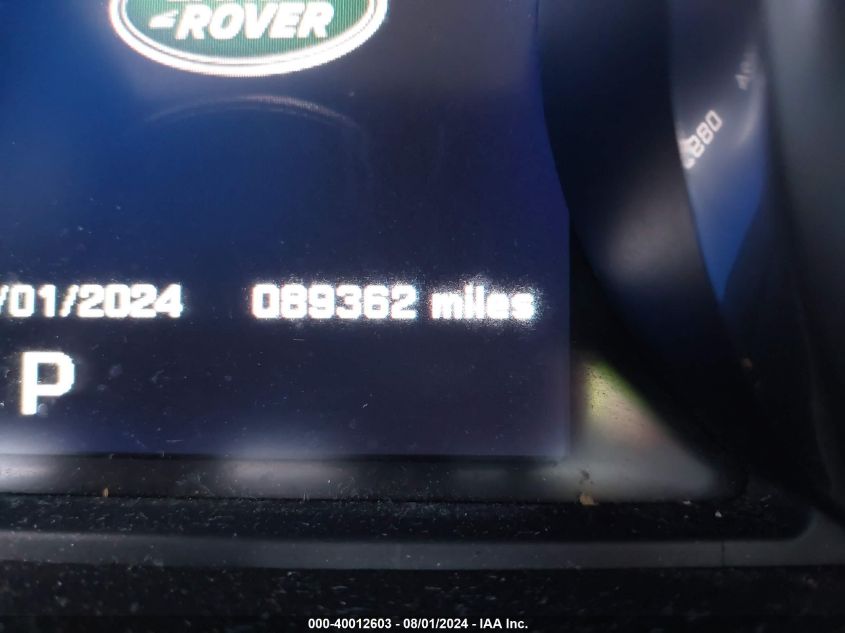 ROVER
/01/2024 089362 miles
P
000-40012603 - 08/01/2024 - IAA Inc.